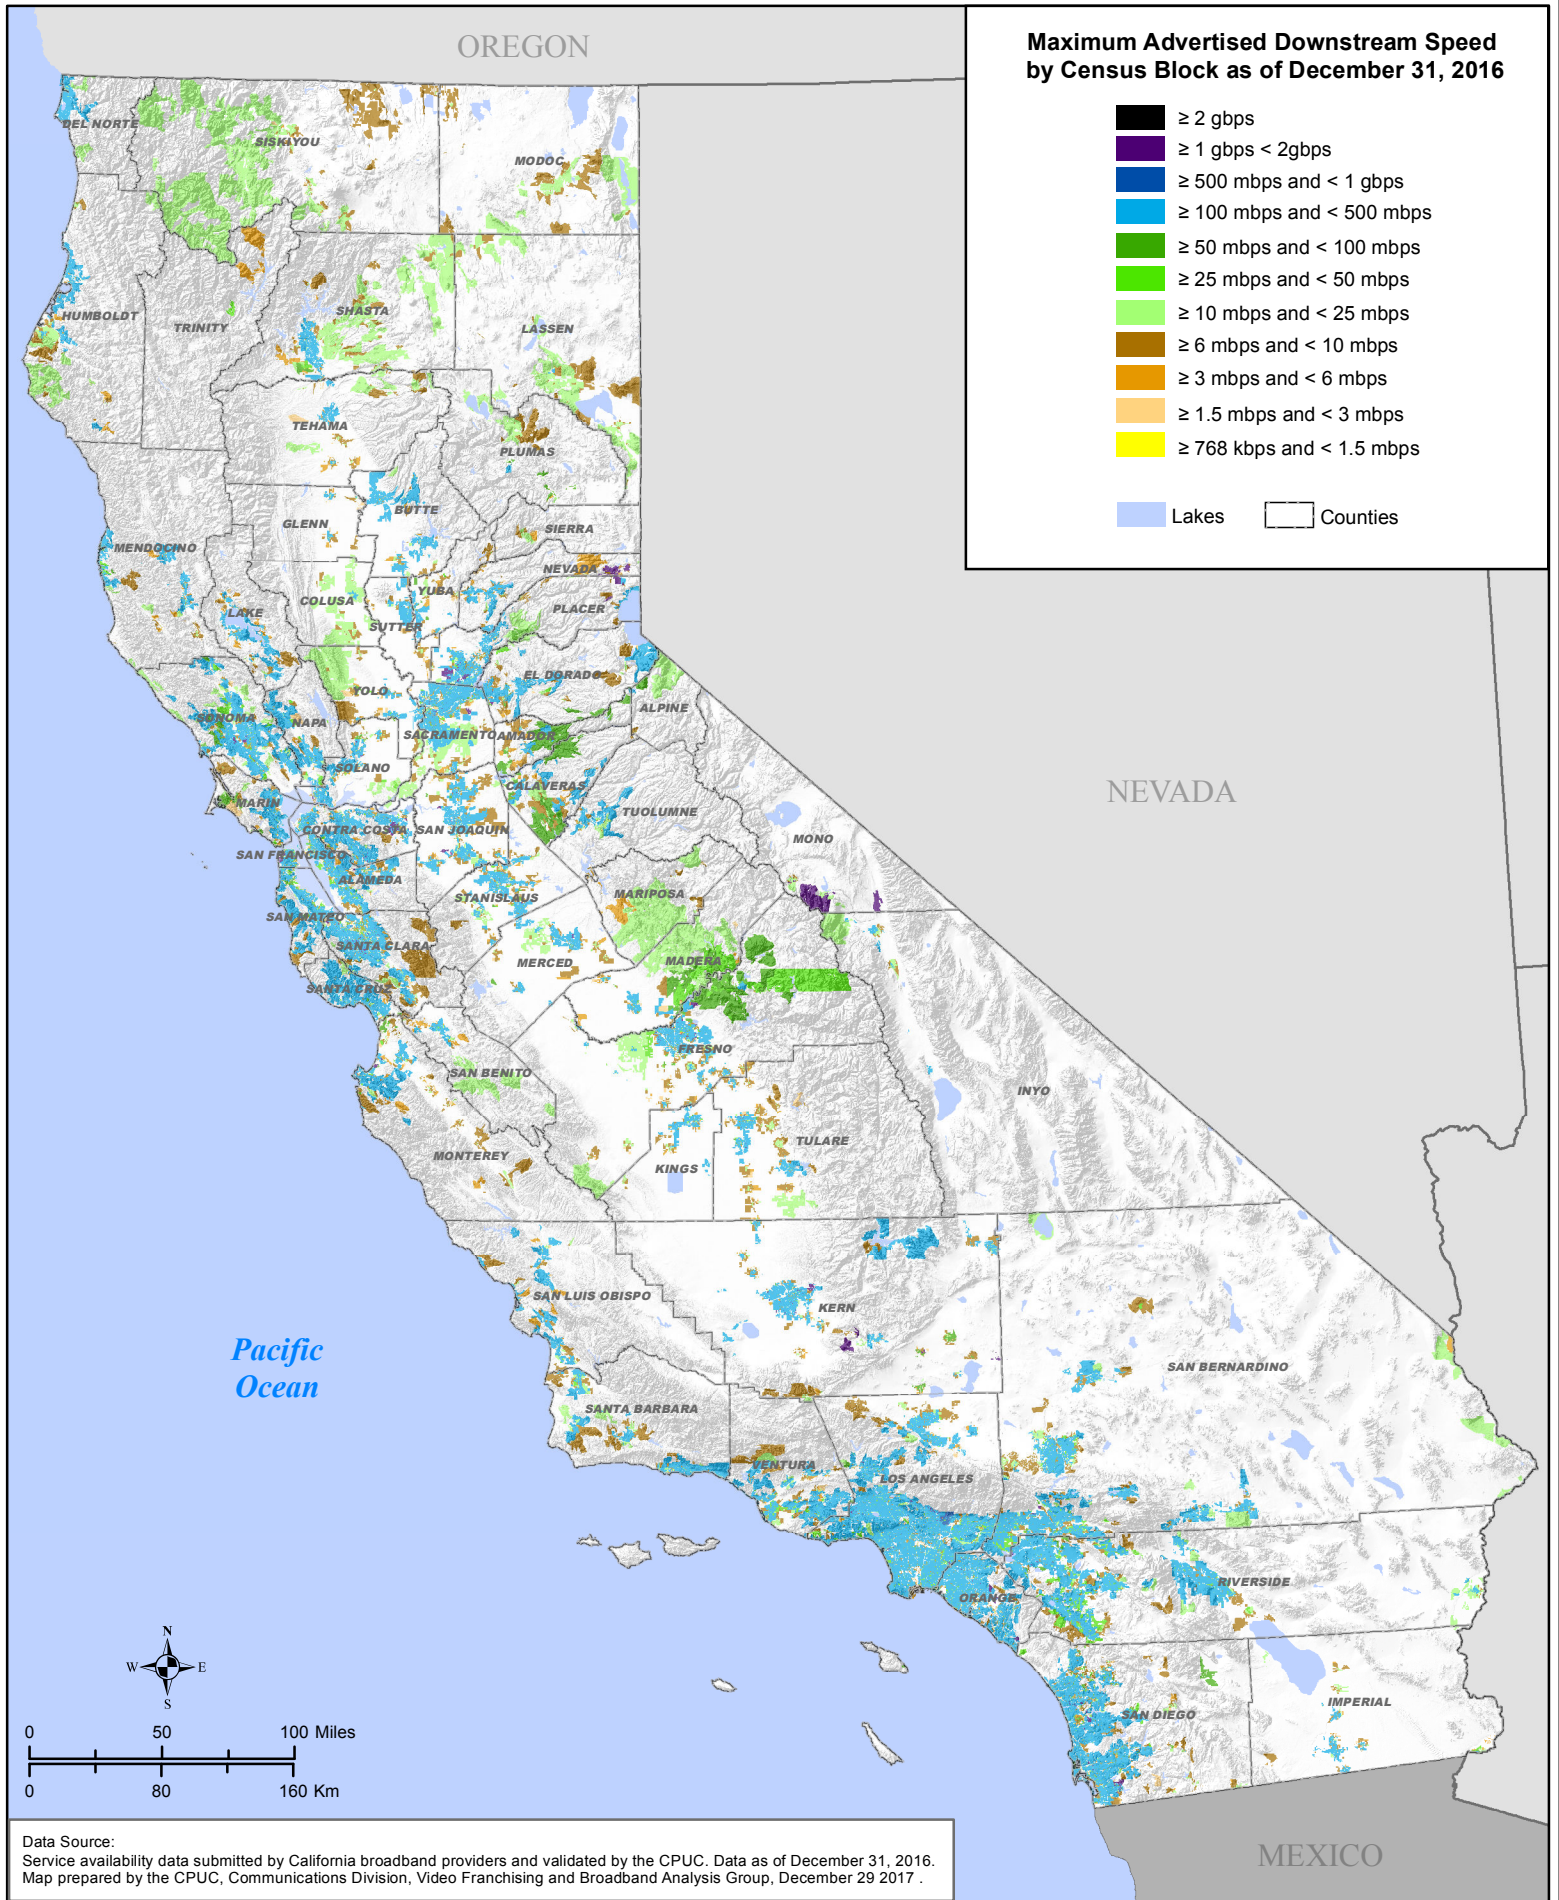 OREGON
Maximum Advertised Downstream Speed
by Census Block as of December 31, 2016
≥ 2 gbps
≥ 1 gbps < 2gbps
≥ 500 mbps and < 1 gbps
≥ 100 mbps and < 500 mbps
≥ 50 mbps and < 100 mbps
≥ 25 mbps and < 50 mbps
≥ 10 mbps and < 25 mbps
≥ 6 mbps and < 10 mbps
≥ 3 mbps and < 6 mbps
≥ 1.5 mbps and < 3 mbps
≥ 768 kbps and < 1.5 mbps
Lakes
Counties
DEL NORTE
SISKIYOU
MODOC
HUMBOLDT
TRINITY
SHASTA
LASSEN
TEHAMA
PLUMAS
GLENN
BUTTE
SIERRA
MENDOCINO
NEVADA
COLUSA
YUBA
PLACER
LAKE
SUTTER
EL DORADO
YOLO
ALPINE
SONOMA
NAPA
SACRAMENTO
AMADOR
SOLANO
CALAVERAS
NEVADA
MARIN
TUOLUMNE
CONTRA COSTA
SAN JOAQUIN
MONO
SAN FRANCISCO
ALAMEDA
STANISLAUS
MARIPOSA
SAN MATEO
SANTA CLARA
MERCED
MADERA
SANTA CRUZ
FRESNO
SAN BENITO
INYO
MONTEREY
KINGS
TULARE
SAN LUIS OBISPO
KERN
Pacific
Ocean
SAN BERNARDINO
SANTA BARBARA
VENTURA
LOS ANGELES
RIVERSIDE
ORANGE
SAN DIEGO
IMPERIAL
N
W
E
S
0 50 100 Miles
0 80 160 Km
MEXICO
Data Source:
Service availability data submitted by California broadband providers and validated by the CPUC. Data as of December 31, 2016.
Map prepared by the CPUC, Communications Division, Video Franchising and Broadband Analysis Group, December 29 2017 .